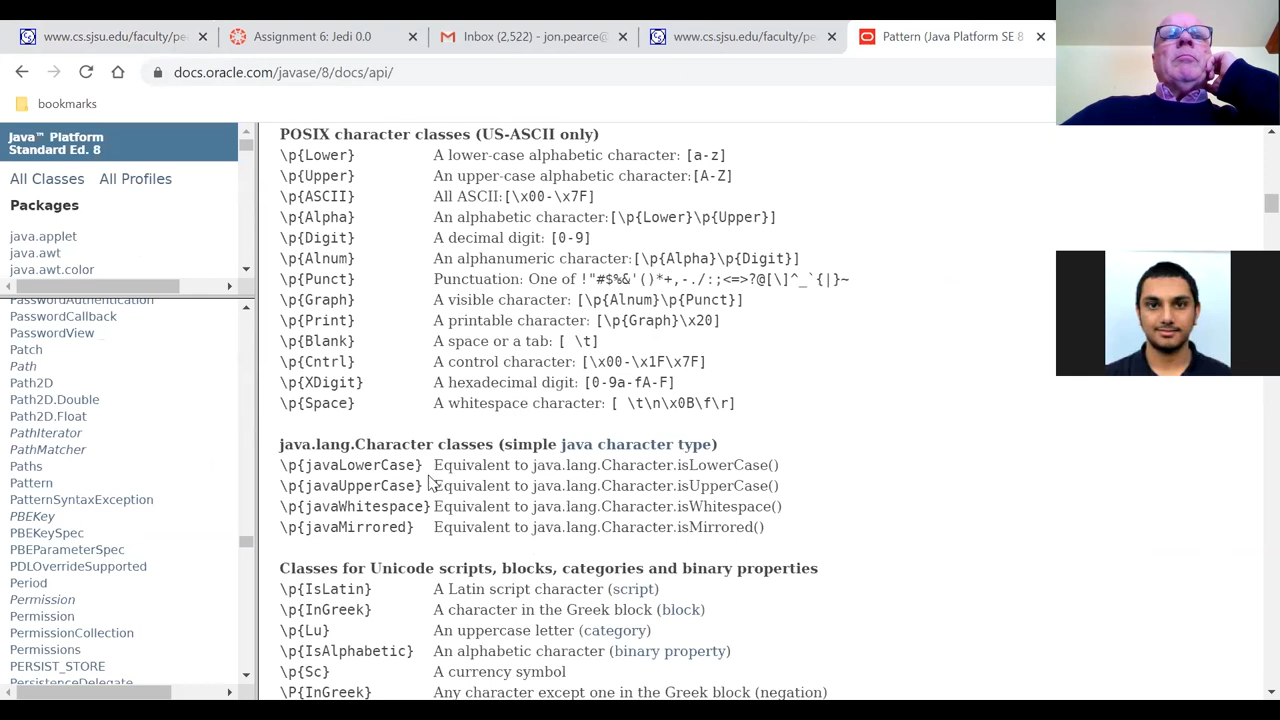 www.cs.sjsu.edu/faculty/pe
Assignment 6: Jedi 0.0
Inbox (2,522) - jon.pearce@
www.cs.sjsu.edu/faculty/pe
Pattern (Java Platform SE 8
docs.oracle.com/javase/8/docs/api/
bookmarks
Java™ Platform
Standard Ed. 8
All Classes All Profiles
Packages
java.applet
java.awt
java.awt.color
PasswordAuthentication
PasswordCallback
PasswordView
Patch
Path
Path2D
Path2D.Double
Path2D.Float
PathIterator
PathMatcher
Paths
Pattern
PatternSyntaxException
PBEKey
PBEKeySpec
PBEParameterSpec
PDLOverrideSupported
Period
Permission
Permission
PermissionCollection
Permissions
PERSIST_STORE
PersistenceDelegate
POSIX character classes (US-ASCII only)
\p{Lower} A lower-case alphabetic character: [a-z]
\p{Upper} An upper-case alphabetic character:[A-Z]
\p{ASCII} All ASCII:[\x00-\x7F]
\p{Alpha} An alphabetic character:[\p{Lower}\p{Upper}]
\p{Digit} A decimal digit: [0-9]
\p{Alnum} An alphanumeric character:[\p{Alpha}\p{Digit}]
\p{Punct} Punctuation: One of !"#$%&'()*+,-./:;<=>?@[\]^_`{|}~
\p{Graph} A visible character: [\p{Alnum}\p{Punct}]
\p{Print} A printable character: [\p{Graph}\x20]
\p{Blank} A space or a tab: [ \t]
\p{Cntrl} A control character: [\x00-\x1F\x7F]
\p{XDigit} A hexadecimal digit: [0-9a-fA-F]
\p{Space} A whitespace character: [ \t\n\x0B\f\r]
java.lang.Character classes (simple java character type)
\p{javaLowerCase} Equivalent to java.lang.Character.isLowerCase()
\p{javaUpperCase} Equivalent to java.lang.Character.isUpperCase()
\p{javaWhitespace} Equivalent to java.lang.Character.isWhitespace()
\p{javaMirrored} Equivalent to java.lang.Character.isMirrored()
Classes for Unicode scripts, blocks, categories and binary properties
\p{IsLatin} A Latin script character (script)
\p{InGreek} A character in the Greek block (block)
\p{Lu} An uppercase letter (category)
\p{IsAlphabetic} An alphabetic character (binary property)
\p{Sc} A currency symbol
\P{InGreek} Any character except one in the Greek block (negation)